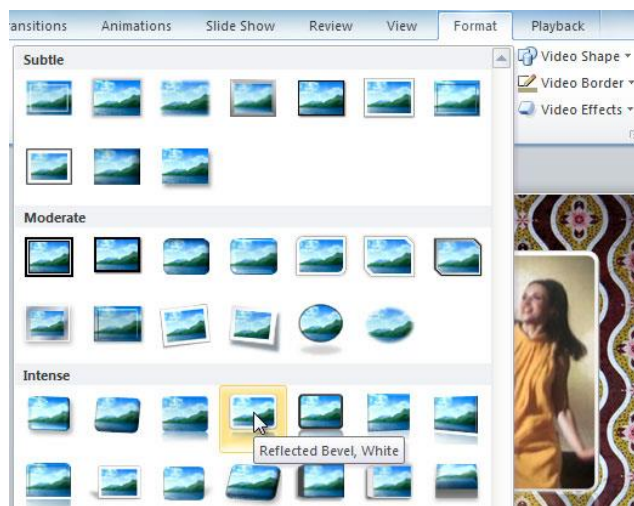 ansitions Animations Slide Show Review View Format Playback
Subtle
Video Shape
Video Border
Video Effects
Moderate
Intense
Reflected Bevel, White